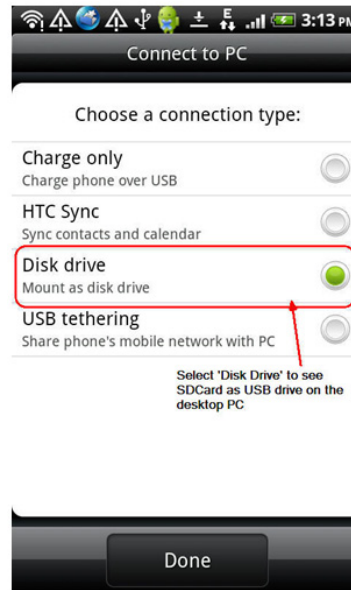 E
3:13 PM
Connect to PC
Choose a connection type:
Charge only
Charge phone over USB
HTC Sync
Sync contacts and calendar
Disk drive
Mount as disk drive
USB tethering
Share phone's mobile network with PC
Select 'Disk Drive' to see
SDCard as USB drive on the
desktop PC
Done